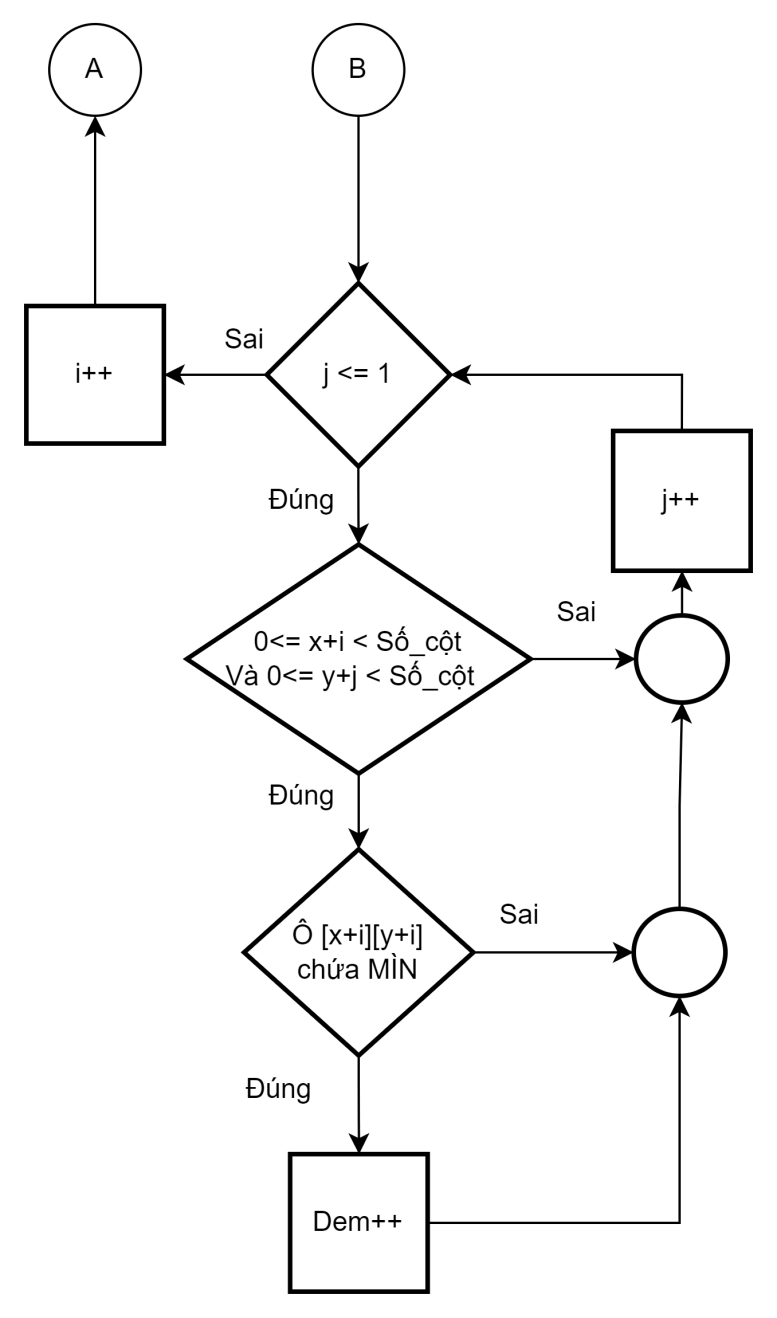 A
B
Sai
i++
j <= 1
Đúng
j++
Sai
0<= x+i < Số_cột
Và 0<= y+j < Số_cột
Đúng
Sai
Ô [x+i][y+i]
chứa MÌN
Đúng
Dem++